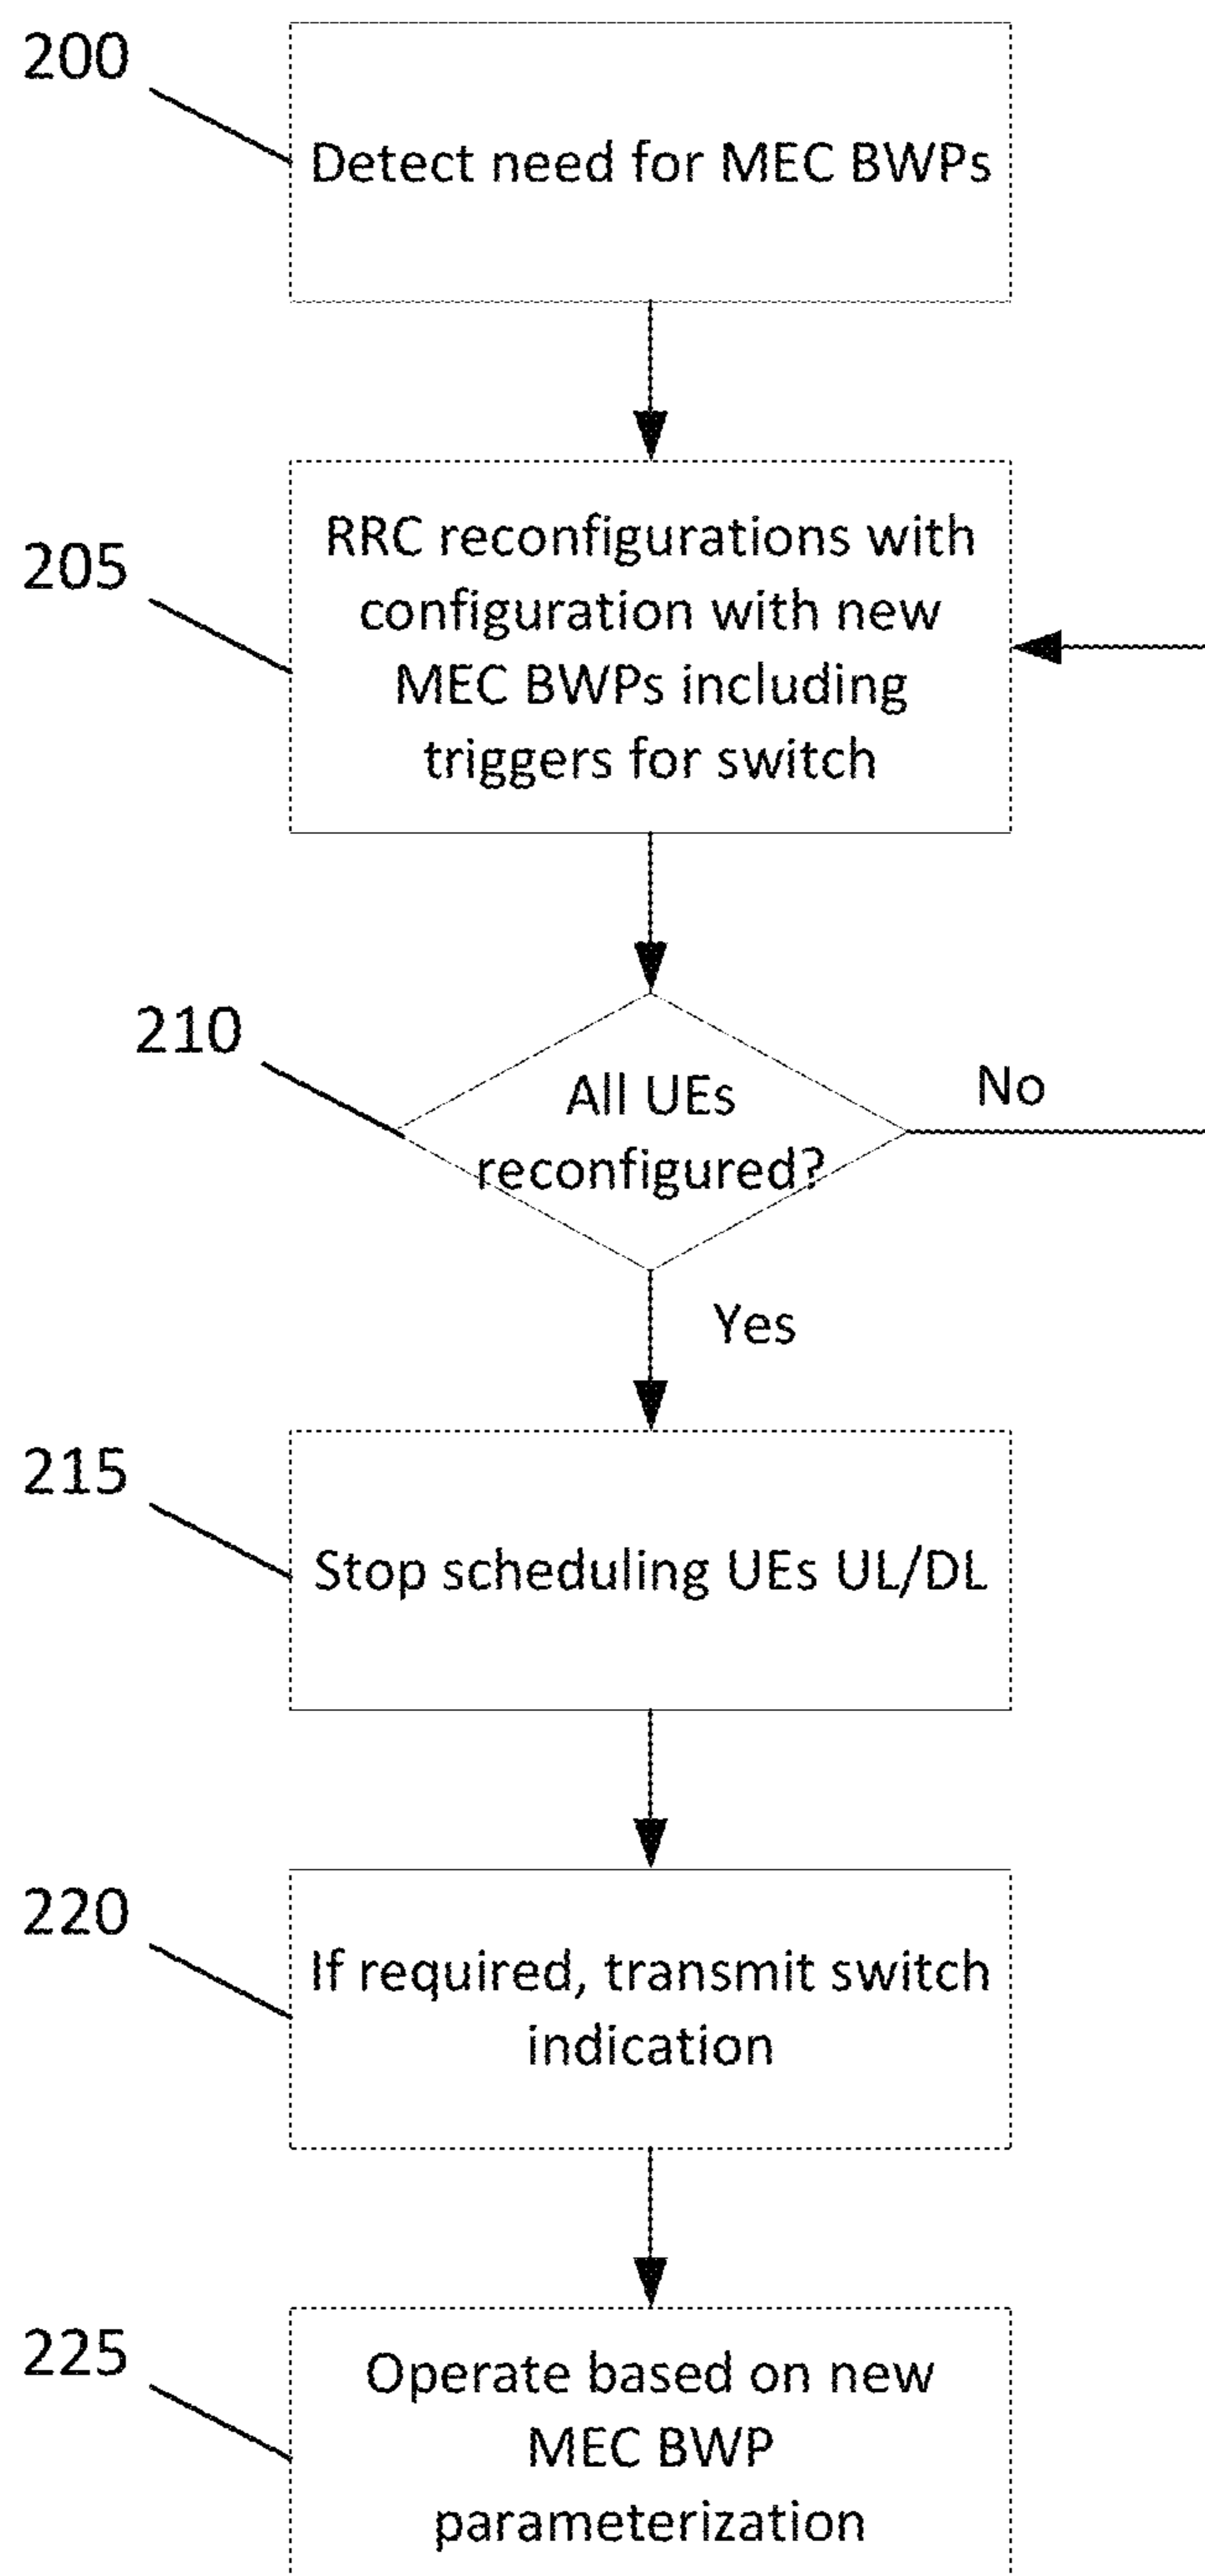 200
Detect need for MEC BWPs
205
RRC reconfigurations with
configuration with new
MEC BWPs including
triggers for switch
210
All UEs
reconfigured?
No
Yes
215
Stop scheduling UEs UL/DL
220
If required, transmit switch
indication
225
Operate based on new
MEC BWP
parameterization